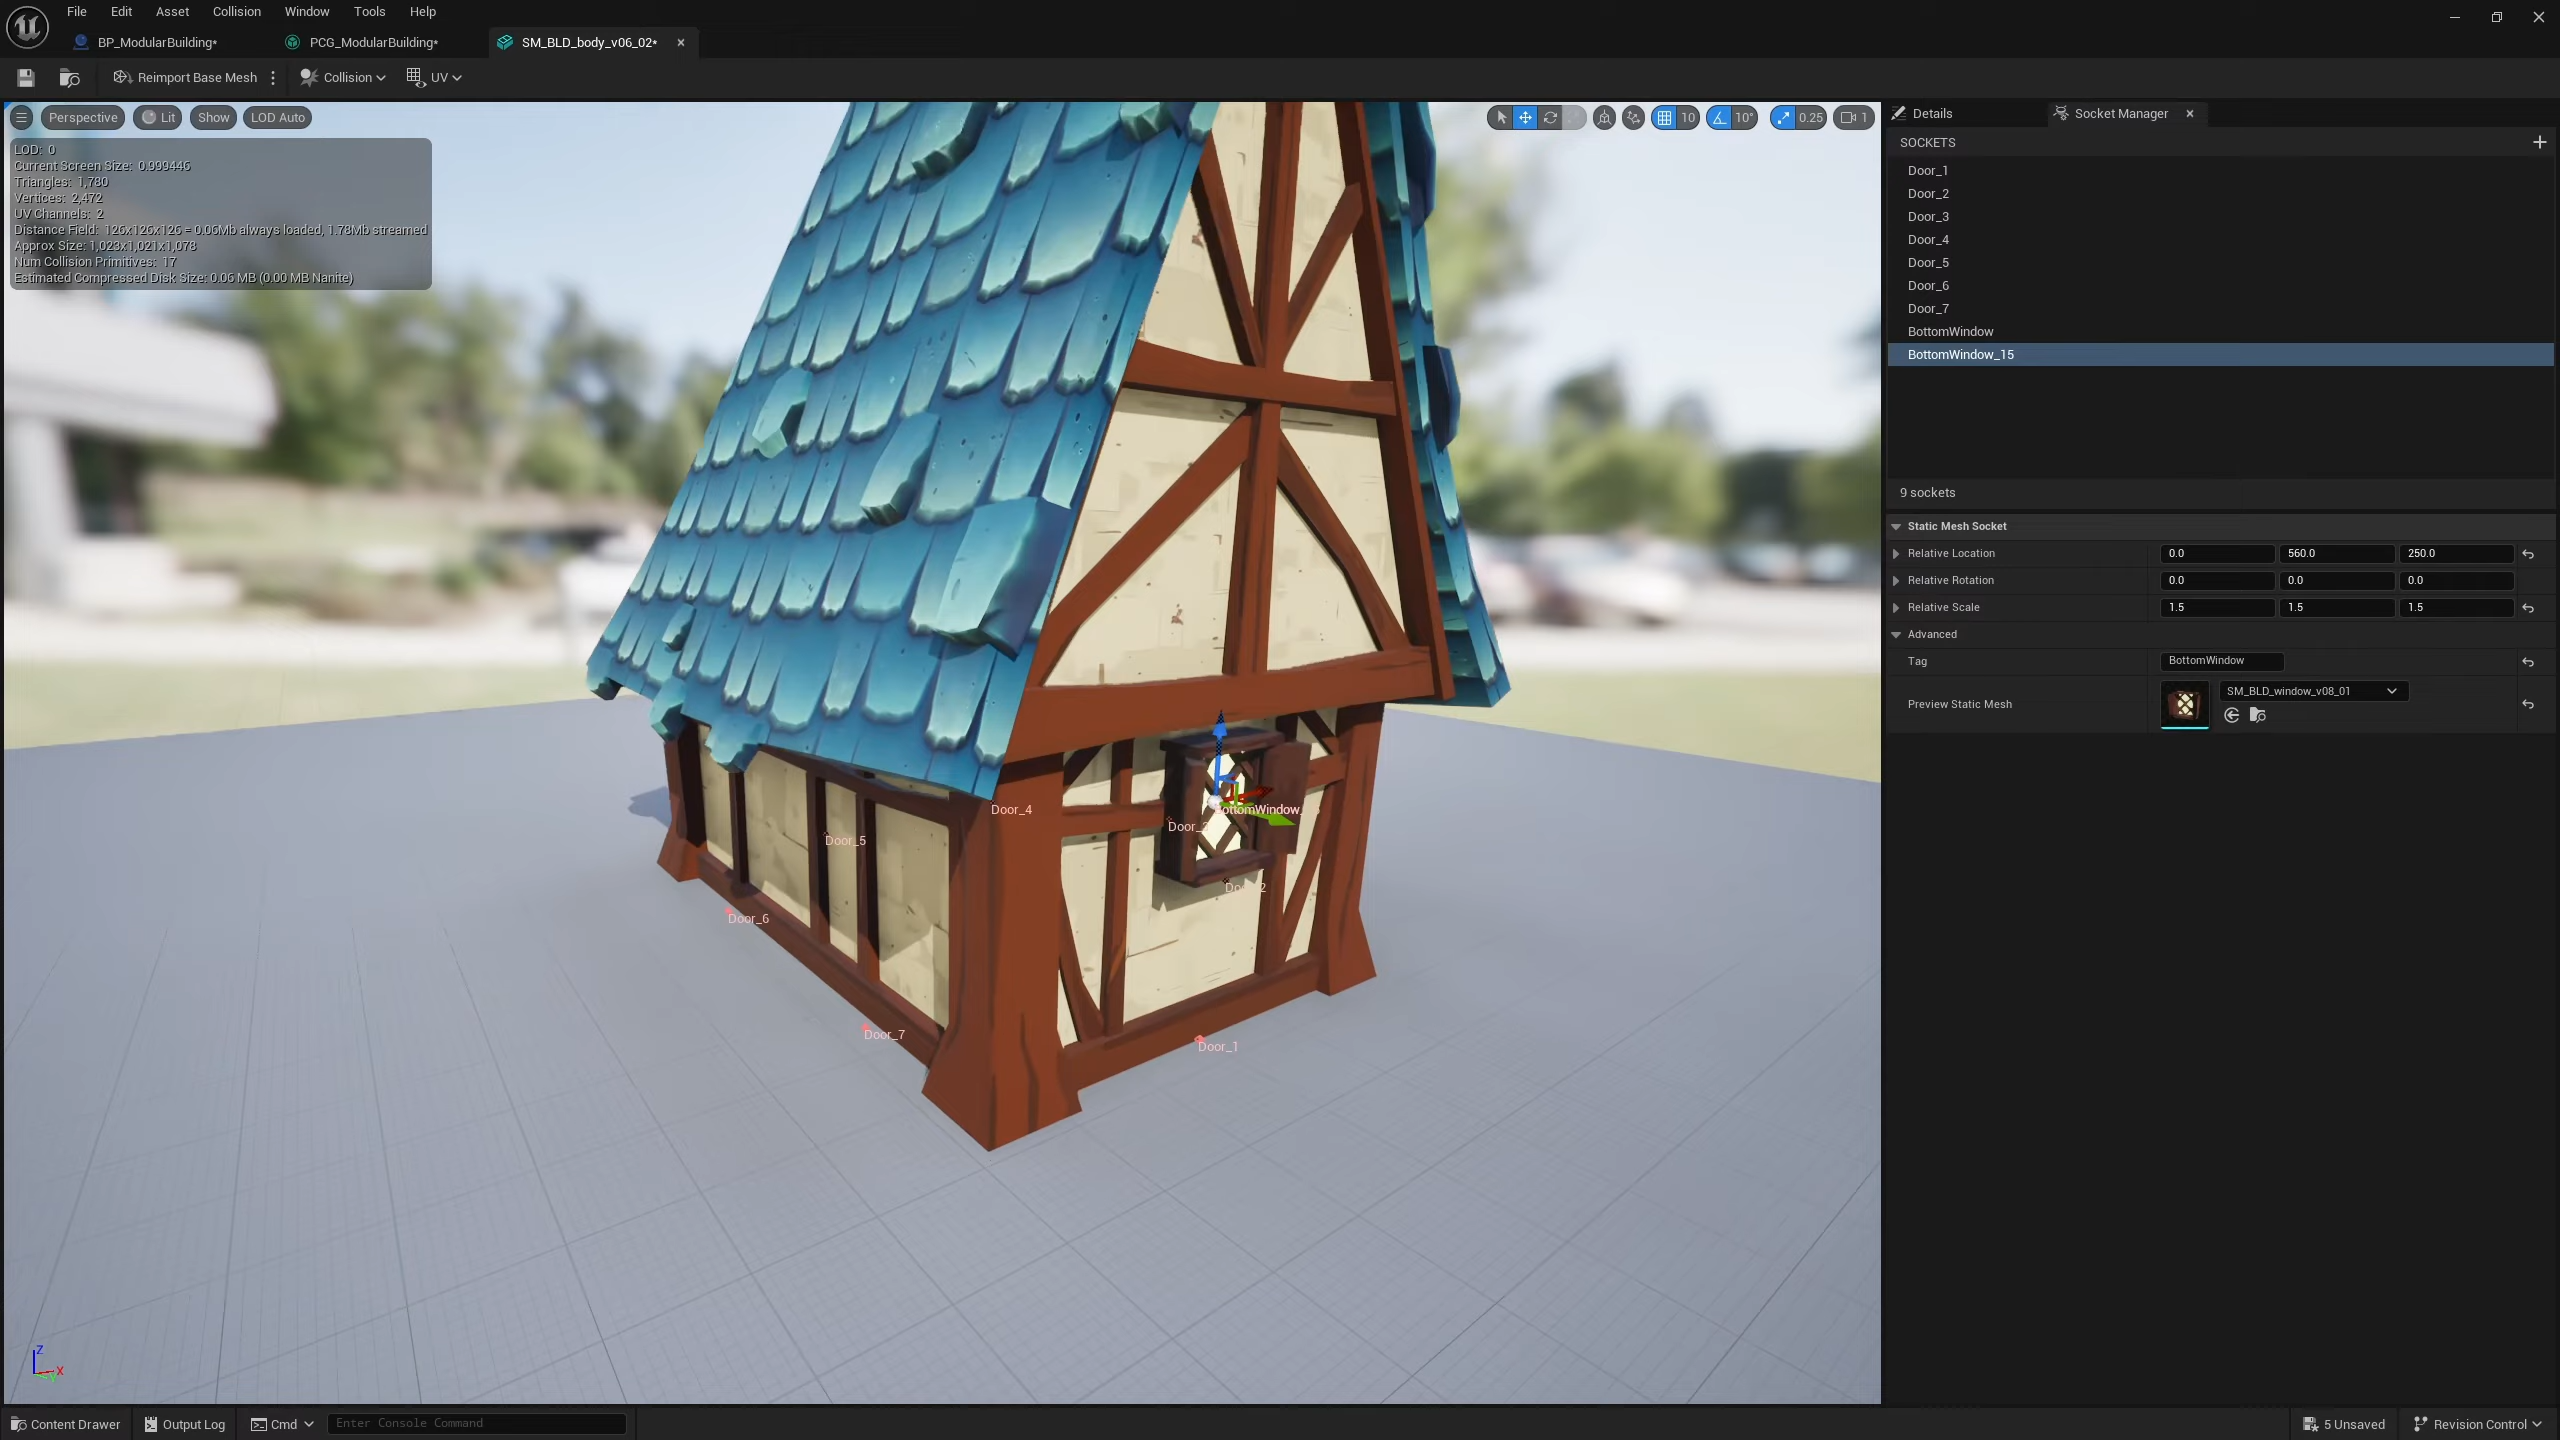 File Edit Asset Collision Window Tools Help
BP_ModularBuilding* PCG_ModularBuilding* SM_BLD_body_v06_02*
Reimport Base Mesh Collision UV
Perspective Lit Show LOD Auto 10 10° 0.25 1
LOD: 0
Current Screen Size: 0.999446
Triangles: 1,780
Vertices: 2,472
UV Channels: 2
Distance Field: 126x126x126 = 0.06Mb always loaded, 1.78Mb streamed
Approx Size: 1,023x1,021x1,078
Num Collision Primitives: 17
Estimated Compressed Disk Size: 0.06 MB (0.00 MB Nanite)
Door_4
BottomWindow
Door_5
Door_2
Door_6
Door_7
Door_1
Z
X
Y
Details Socket Manager
SOCKETS
Door_1
Door_2
Door_3
Door_4
Door_5
Door_6
Door_7
BottomWindow
BottomWindow_15
9 sockets
Static Mesh Socket
Relative Location 0.0 560.0 250.0
Relative Rotation 0.0 0.0 0.0
Relative Scale 1.5 1.5 1.5
Advanced
Tag BottomWindow
Preview Static Mesh SM_BLD_window_v08_01
Content Drawer Output Log Cmd Enter Console Command 5 Unsaved Revision Control